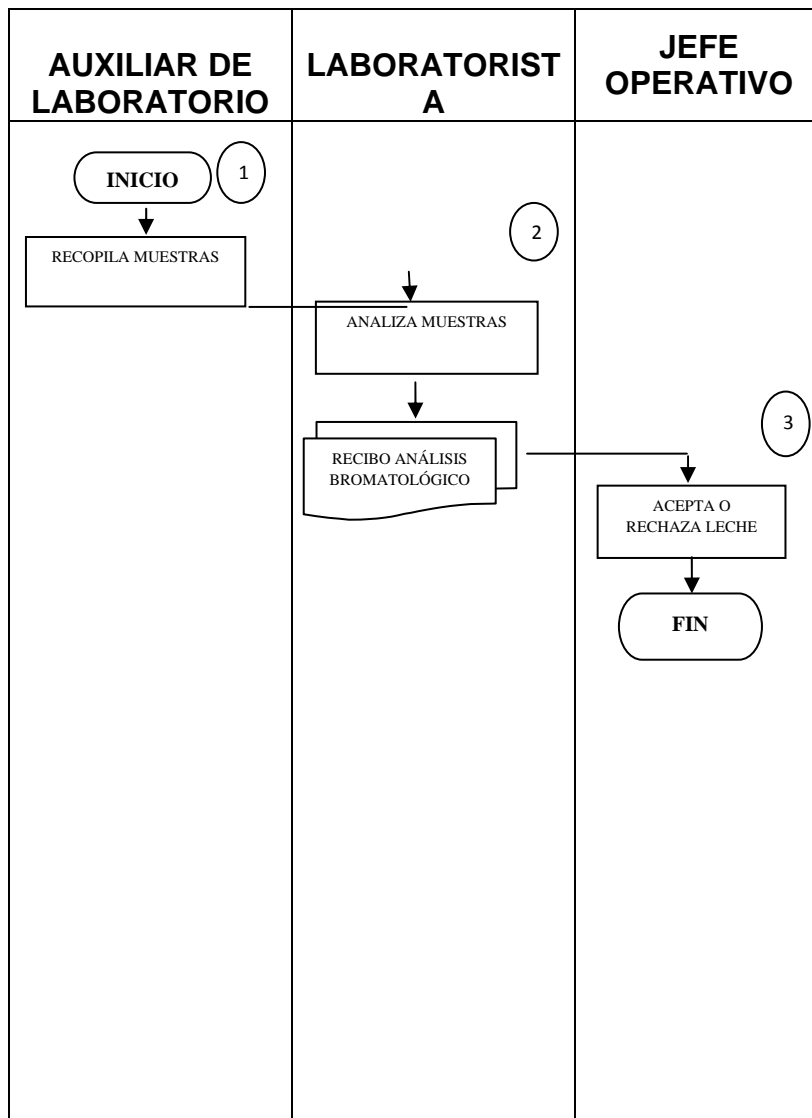 AUXILIAR DE
LABORATORIO
LABORATORIST
A
JEFE
OPERATIVO
INICIO
1
RECOPILA MUESTRAS
2
ANALIZA MUESTRAS
RECIBO ANÁLISIS
BROMATOLÓGICO
3
ACEPTA O
RECHAZA LECHE
FIN